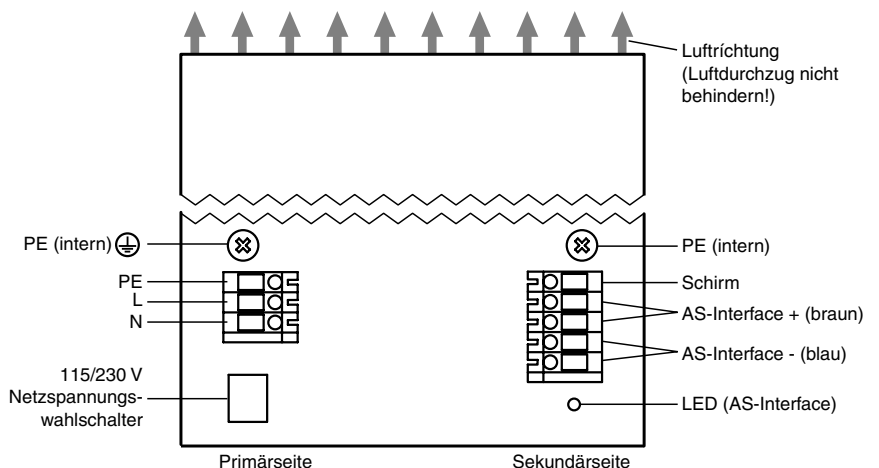 Luftríchtung
(Luftdurchzug nicht
behindern!)
PE (intern)
PE
L
N
115/230 V
Netzspannungs-
wahlschalter
Primärseite
PE (intern)
Schirm
AS-Interface + (braun)
AS-Interface - (blau)
LED (AS-Interface)
Sekundärseite